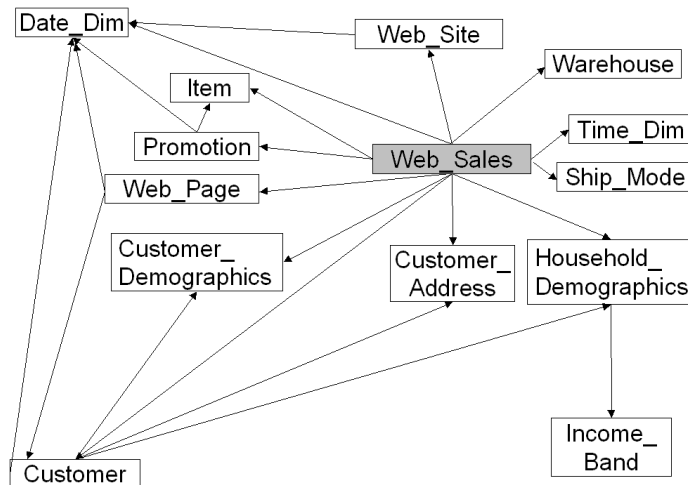 Date_Dim
Web_Site
Warehouse
Item
Time_Dim
Promotion
Web_Sales
Ship_Mode
Web_Page
Customer_
Demographics
Customer_
Address
Household_
Demographics
Income_
Band
Customer